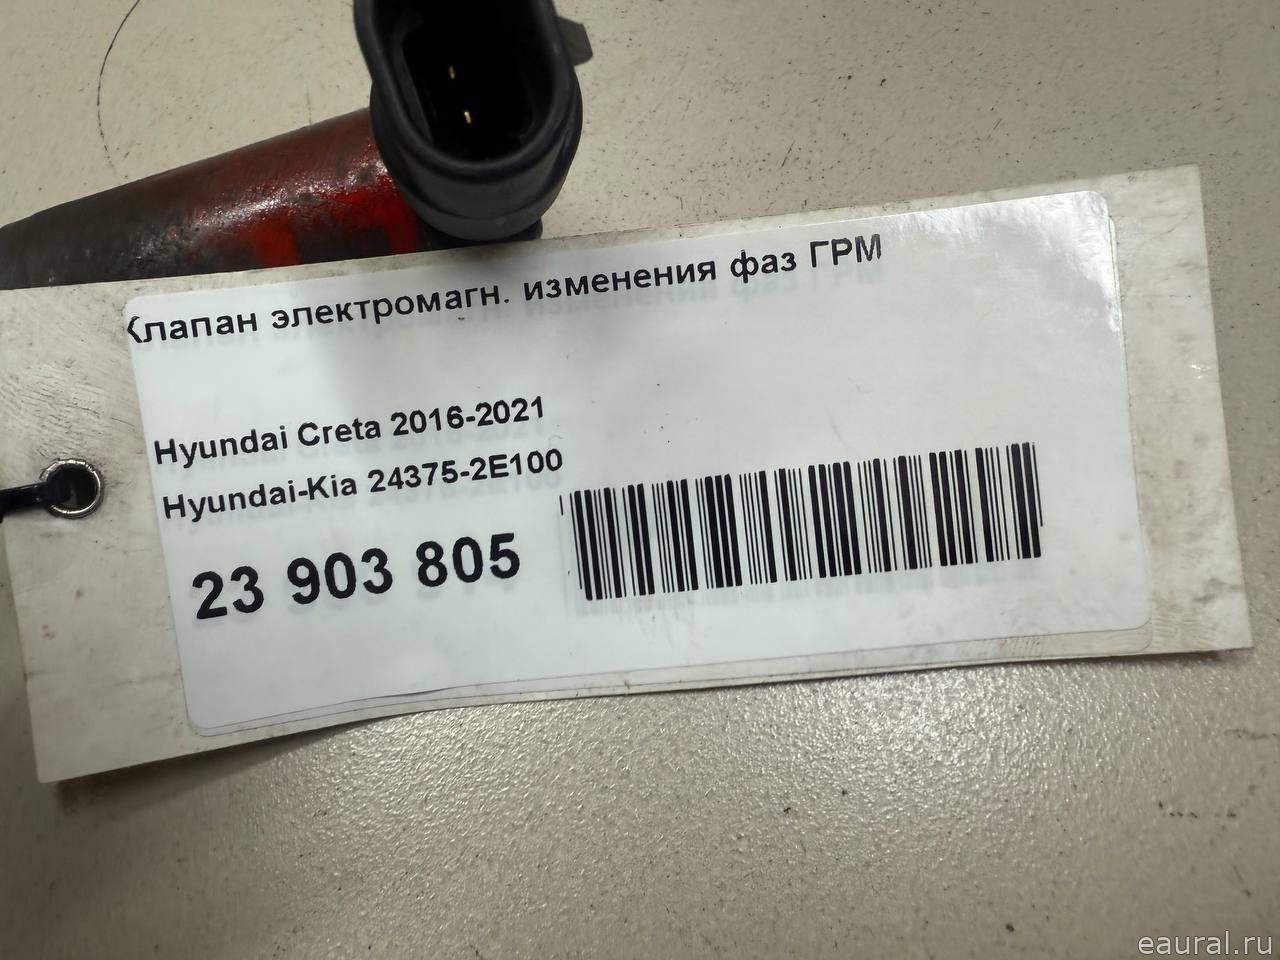 Клапан электромагн. изменения фаз ГРМ
Hyundai Creta 2016-2021
Hyundai-Kia 24375-2E100
23 903 805
eaural.ru